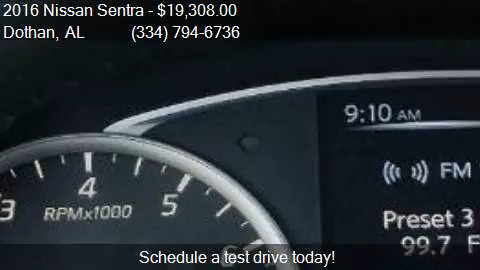 2016 Nissan Sentra - $19,308.00
Dothan, AL (334) 794-6736
9:10 AM
FM
4
3 5
RPMx1000
6
Preset 3
99.7 F
Schedule a test drive today!